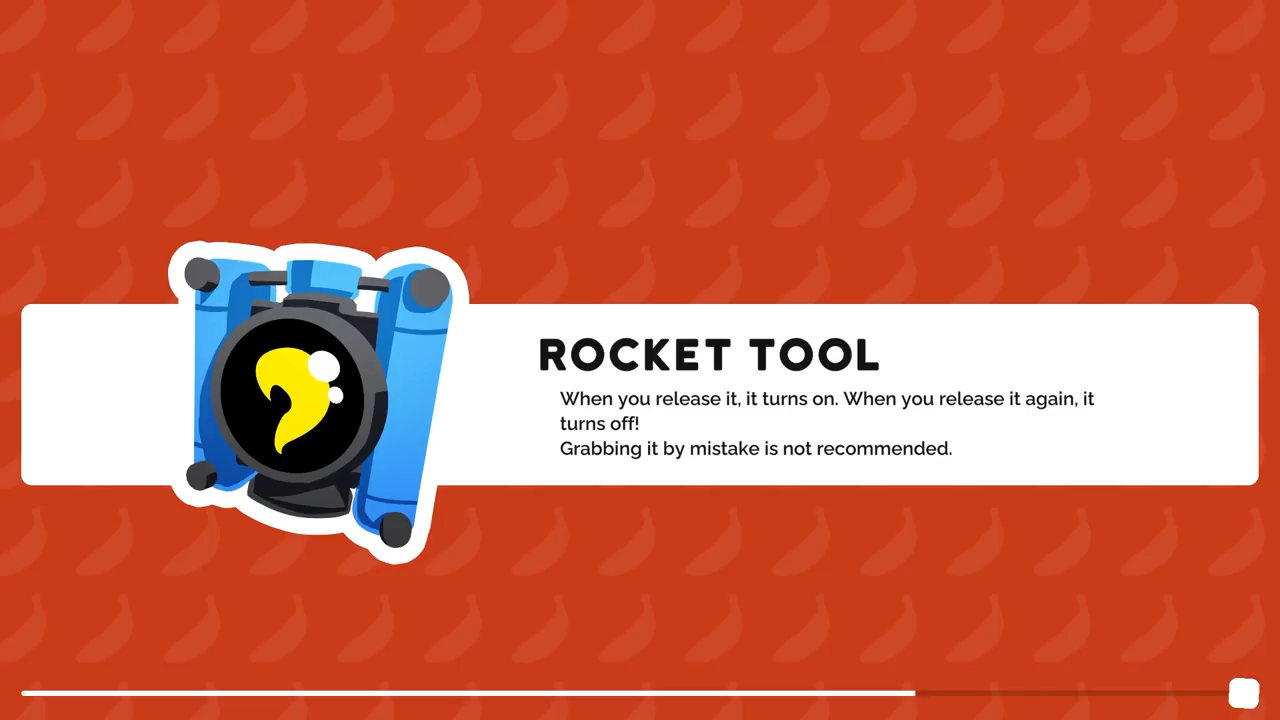 ROCKET TOOL
When you release it, it turns on. When you release it again, it
turns off!
Grabbing it by mistake is not recommended.